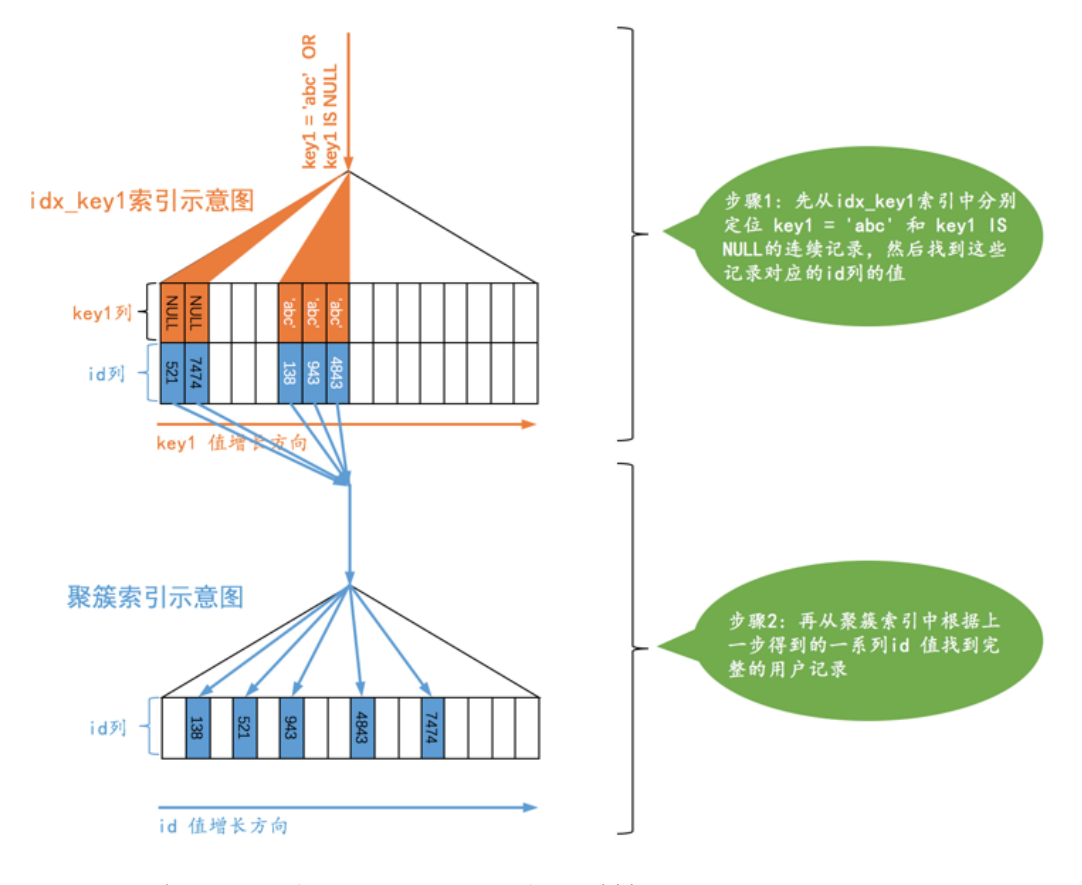 key1 = 'abc' OR
key1 IS NULL
idx_key1索引示意图
步骤1: 先从idx_key1索引中分别
定位 key1 = 'abc' 和 key1 IS
NULL的连续记录, 然后找到这些
记录对应的id列的值
key1列
NULL
NULL
'abc'
'abc'
'abc'
id列
521
7474
138
943
4843
key1 值增长方向
聚簇索引示意图
步骤2: 再从聚簇索引中根据上
一步得到的一系列id 值找到完
整的用户记录
id列
138
521
943
4843
7474
id 值增长方向